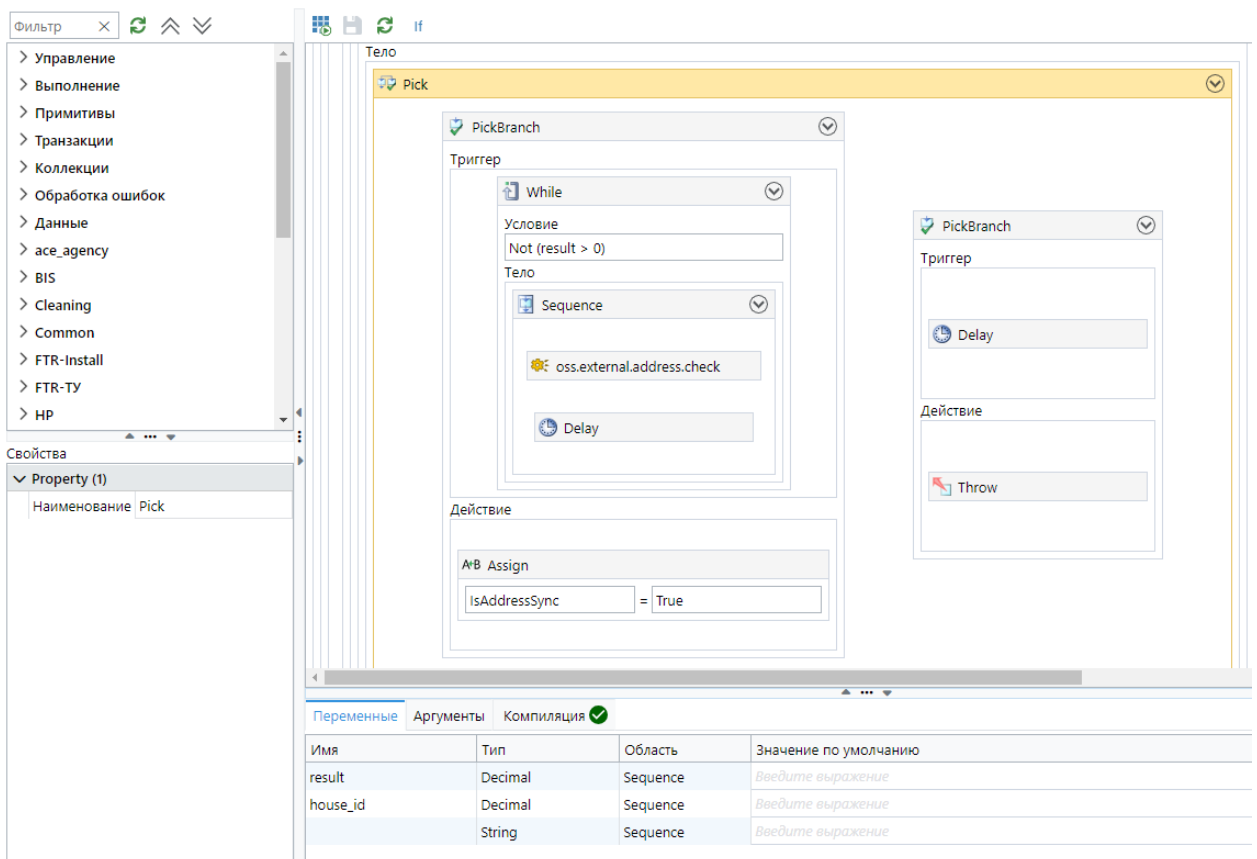 Фильтр
If
Управление
Выполнение
Примитивы
Транзакции
Коллекции
Обработка ошибок
Данные
ace_agency
BIS
Cleaning
Common
FTR-Install
FTR-ТУ
HP
Свойства
Property (1)
Наименование Pick
Тело
Pick
PickBranch
Триггер
While
Условие
Not (result > 0)
Тело
Sequence
oss.external.address.check
Delay
Действие
A+B Assign
IsAddressSync = True
PickBranch
Триггер
Delay
Действие
Throw
Переменные Аргументы Компиляция
Имя Тип Область Значение по умолчанию
result Decimal Sequence Введите выражение
house_id Decimal Sequence Введите выражение
String Sequence Введите выражение